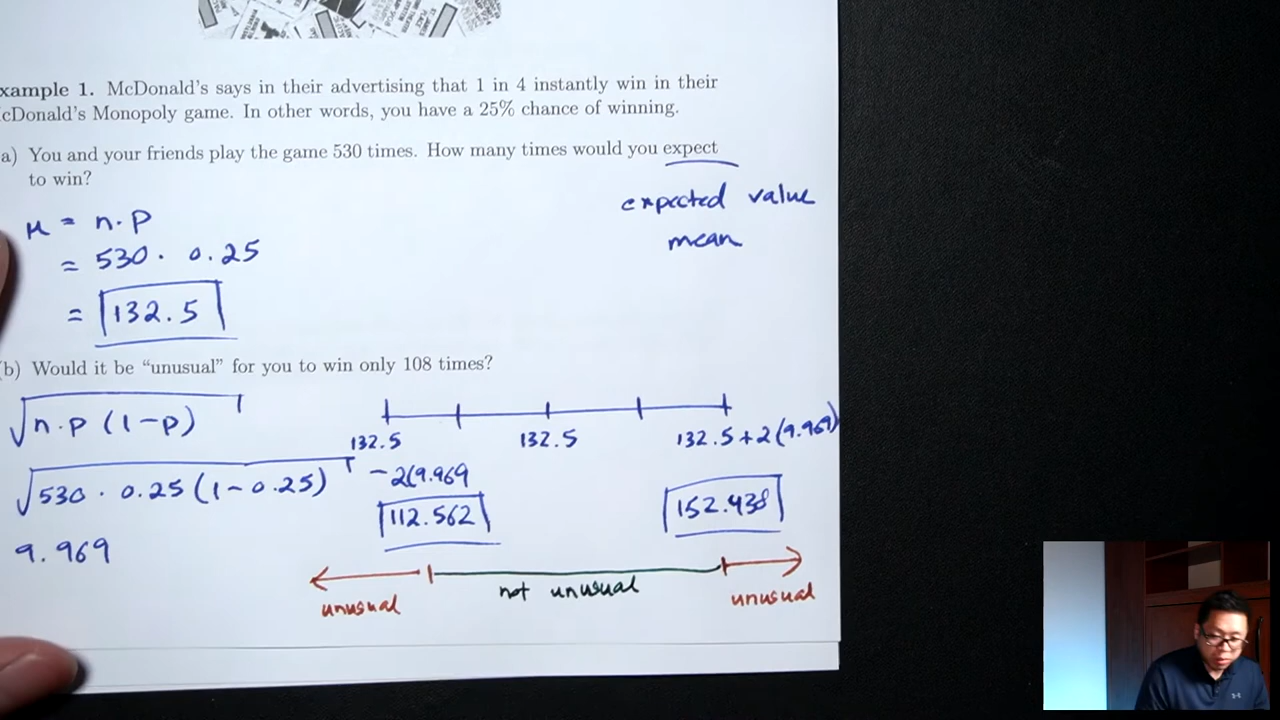 xample 1. McDonald's says in their advertising that 1 in 4 instantly win in their
cDonald's Monopoly game. In other words, you have a 25% chance of winning.
a) You and your friends play the game 530 times. How many times would you expect
to win?
expected value
mean
μ = n·p
= 530 · 0.25
= 132.5
b) Would it be “unusual” for you to win only 108 times?
√n·p (1-p)
√530 · 0.25 (1-0.25)
9.969
132.5 132.5 132.5+2(9.969)
-2(9.969
112.562 152.438
unusual not unusual unusual